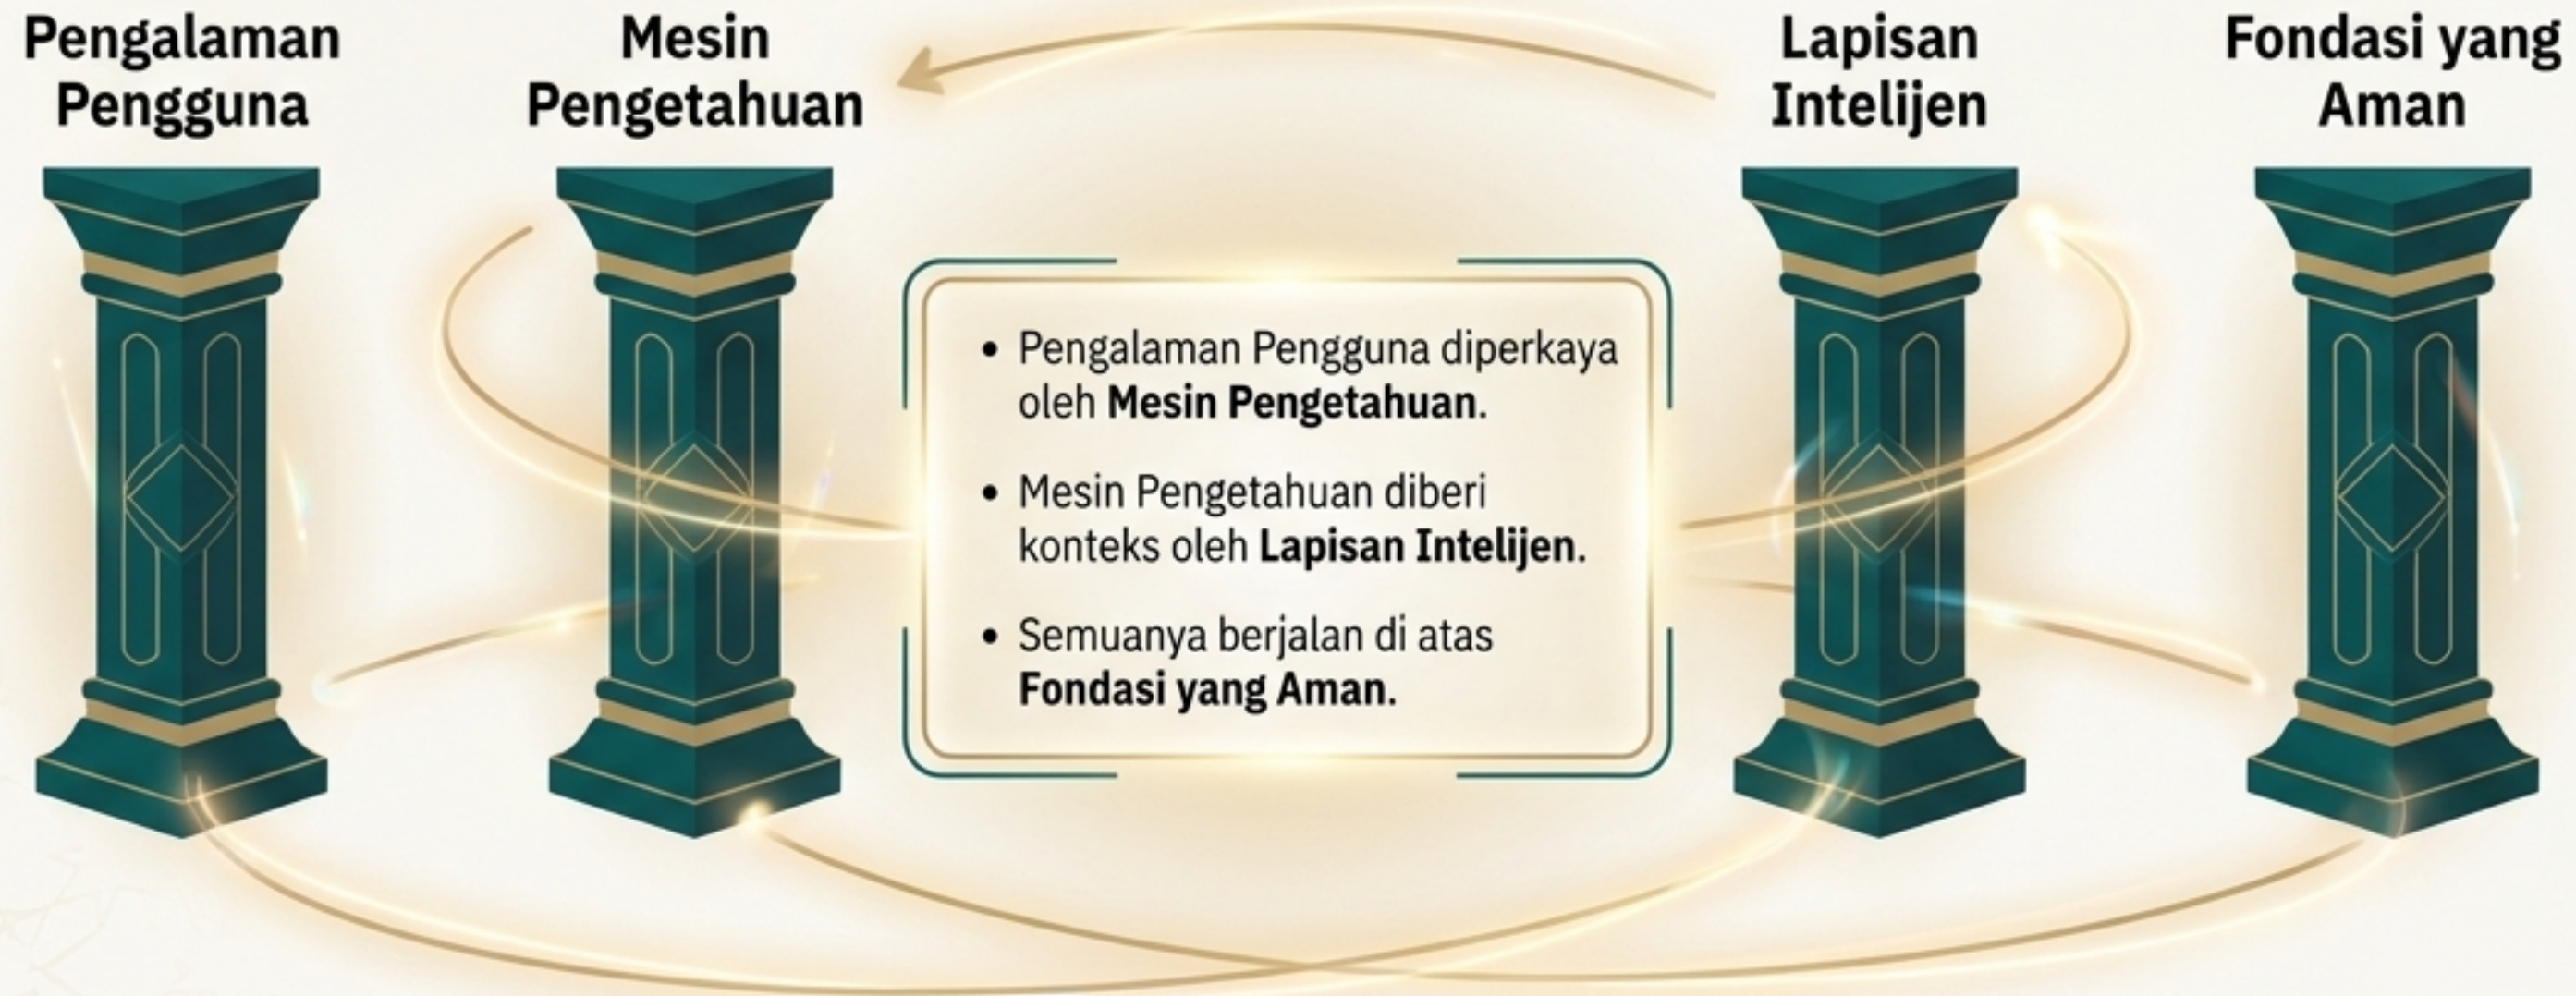 Pengalaman
Pengguna
Mesin
Pengetahuan
Lapisan
Intelijen
Fondasi yang
Aman
• Pengalaman Pengguna diperkaya
oleh Mesin Pengetahuan.
• Mesin Pengetahuan diberi
konteks oleh Lapisan Intelijen.
• Semuanya berjalan di atas
Fondasi yang Aman.